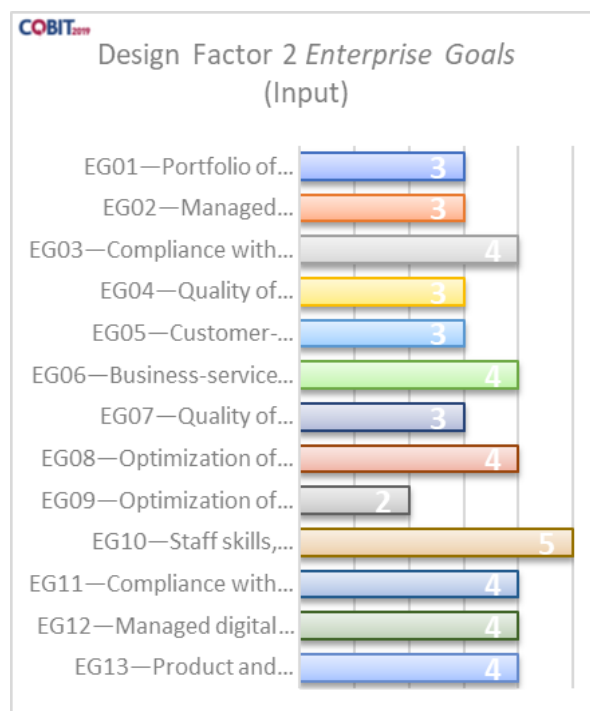 COBIT2019
Design Factor 2 Enterprise Goals
(Input)
EG01—Portfolio of... 3
EG02—Managed... 3
EG03—Compliance with... 4
EG04—Quality of... 3
EG05—Customer-... 3
EG06—Business-service... 4
EG07—Quality of... 3
EG08—Optimization of... 4
EG09—Optimization of... 2
EG10—Staff skills,... 5
EG11—Compliance with... 4
EG12—Managed digital... 4
EG13—Product and... 4